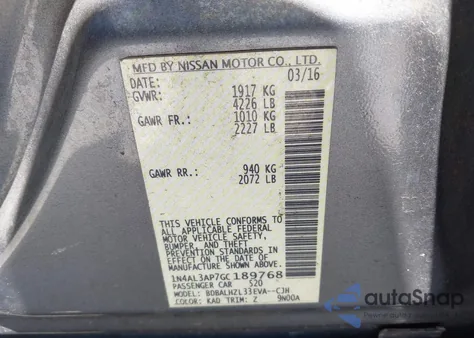 MFD BY NISSAN MOTOR CO., LTD.
DATE: 03/16
GVWR: 1917 KG
4226 LB
GAWR FR.: 1010 KG
2227 LB
GAWR RR.: 940 KG
2072 LB
THIS VEHICLE CONFORMS TO
ALL APPLICABLE FEDERAL
MOTOR VEHICLE SAFETY,
BUMPER, AND THEFT
PREVENTION STANDARDS IN
EFFECT ON THE DATE OF
MANUFACTURE SHOWN ABOVE.
1N4AL3AP7GC189768
PASSENGER CAR 520
MODEL: BDBALHZL33EVA--CJH
COLOR: KAD TRIM: Z 9N00A
autoSnap